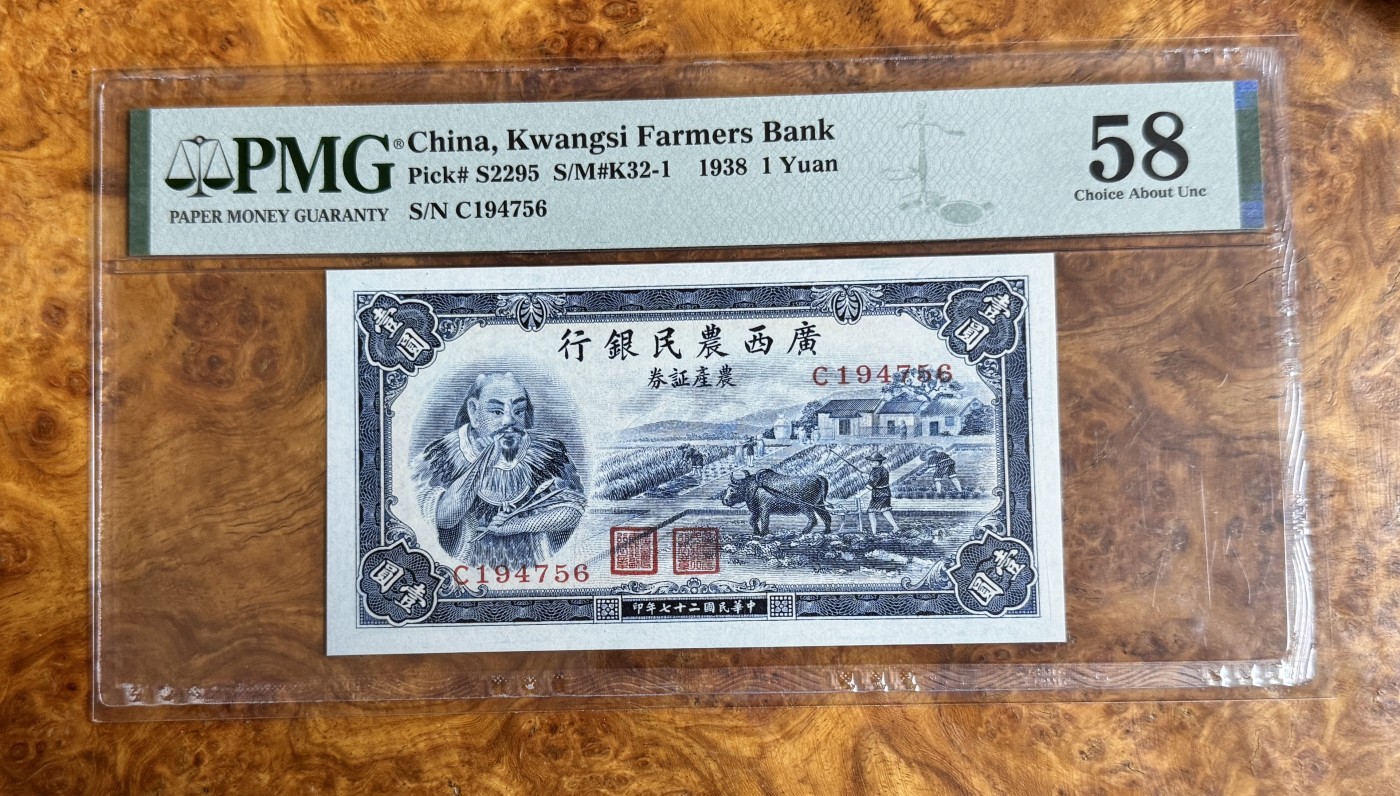 PMG®
PAPER MONEY GUARANTY
China, Kwangsi Farmers Bank
Pick# S2295 S/M#K32-1 1938 1 Yuan
S/N C194756
58
Choice About Unc
壹圓
壹圓
行銀民農西廣
券証產農
C194756
C194756
圓壹
壹圓
印年七十二國民華中